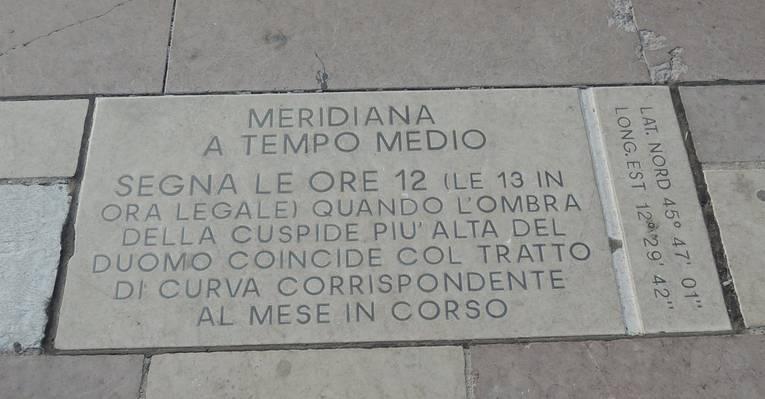 MERIDIANA
A TEMPO MEDIO
SEGNA LE ORE 12 (LE 13 IN
ORA LEGALE) QUANDO L'OMBRA
DELLA CUSPIDE PIU' ALTA DEL
DUOMO COINCIDE COL TRATTO
DI CURVA CORRISPONDENTE
AL MESE IN CORSO
LAT. NORD 45º 47' 01"
LONG. EST 12º 29' 42"